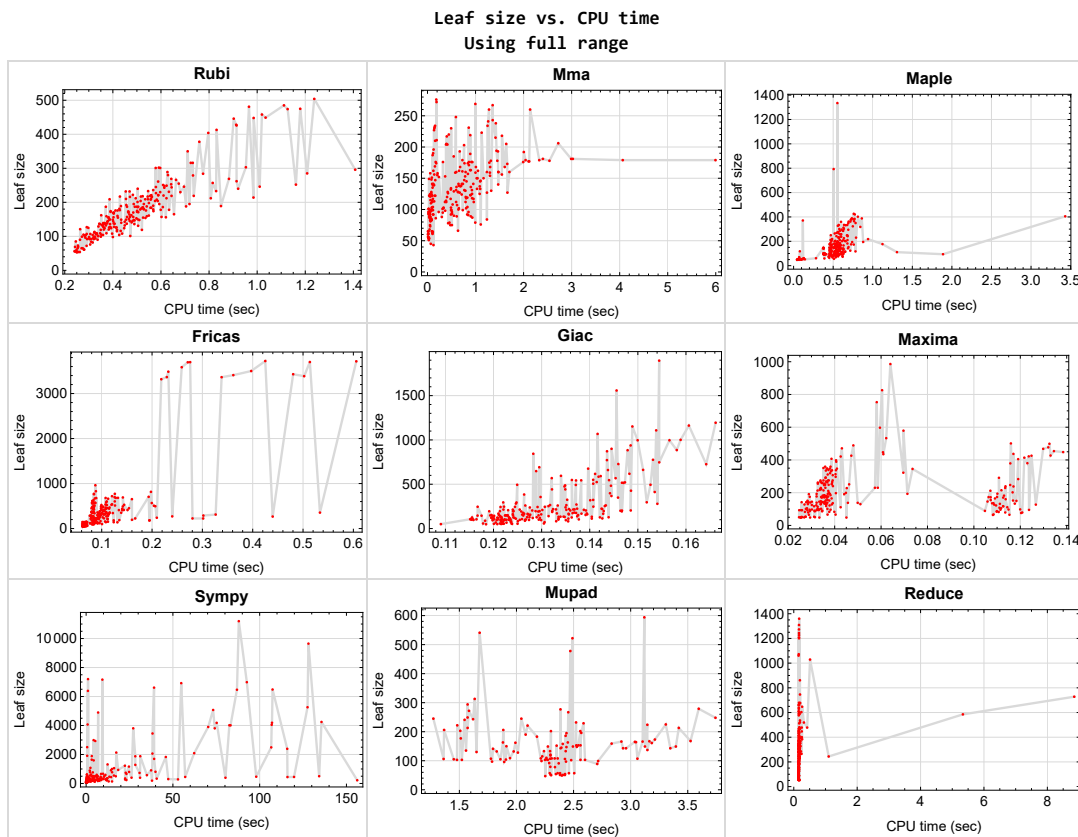 Leaf size vs. CPU time
Using full range
Rubi
Leaf size
500
400
300
200
100
0
0.2 0.4 0.6 0.8 1.0 1.2 1.4
CPU time (sec)
Mma
Leaf size
250
200
150
100
50
0
0 1 2 3 4 5 6
CPU time (sec)
Maple
Leaf size
1400
1200
1000
800
600
400
200
0
0.0 0.5 1.0 1.5 2.0 2.5 3.0 3.5
CPU time (sec)
Fricas
Leaf size
3000
2000
1000
0
0.1 0.2 0.3 0.4 0.5 0.6
CPU time (sec)
Giac
Leaf size
1500
1000
500
0
0.11 0.12 0.13 0.14 0.15 0.16
CPU time (sec)
Maxima
Leaf size
1000
800
600
400
200
0
0.02 0.04 0.06 0.08 0.10 0.12 0.14
CPU time (sec)
Sympy
Leaf size
10000
8000
6000
4000
2000
0
0 50 100 150
CPU time (sec)
Mupad
Leaf size
600
500
400
300
200
100
0
1.5 2.0 2.5 3.0 3.5
CPU time (sec)
Reduce
Leaf size
1400
1200
1000
800
600
400
200
0
0 2 4 6 8
CPU time (sec)